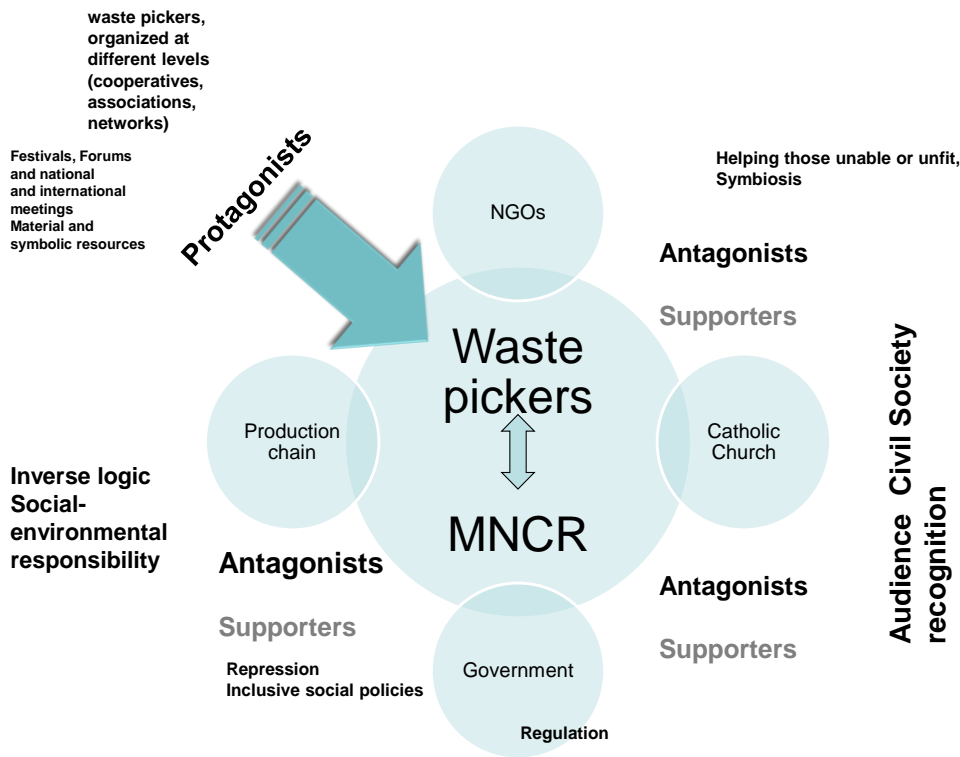 waste pickers,
organized at
different levels
(cooperatives,
associations,
networks)
Festivals, Forums
and national
and international
meetings
Material and
symbolic resources
Protagonists
NGOs
Helping those unable or unfit,
Symbiosis
Antagonists
Supporters
Waste
pickers
MNCR
Production
chain
Catholic
Church
Inverse logic
Social-
environmental
responsibility
Antagonists
Supporters
Repression
Inclusive social policies
Government
Regulation
Antagonists
Supporters
Audience Civil Society
recognition